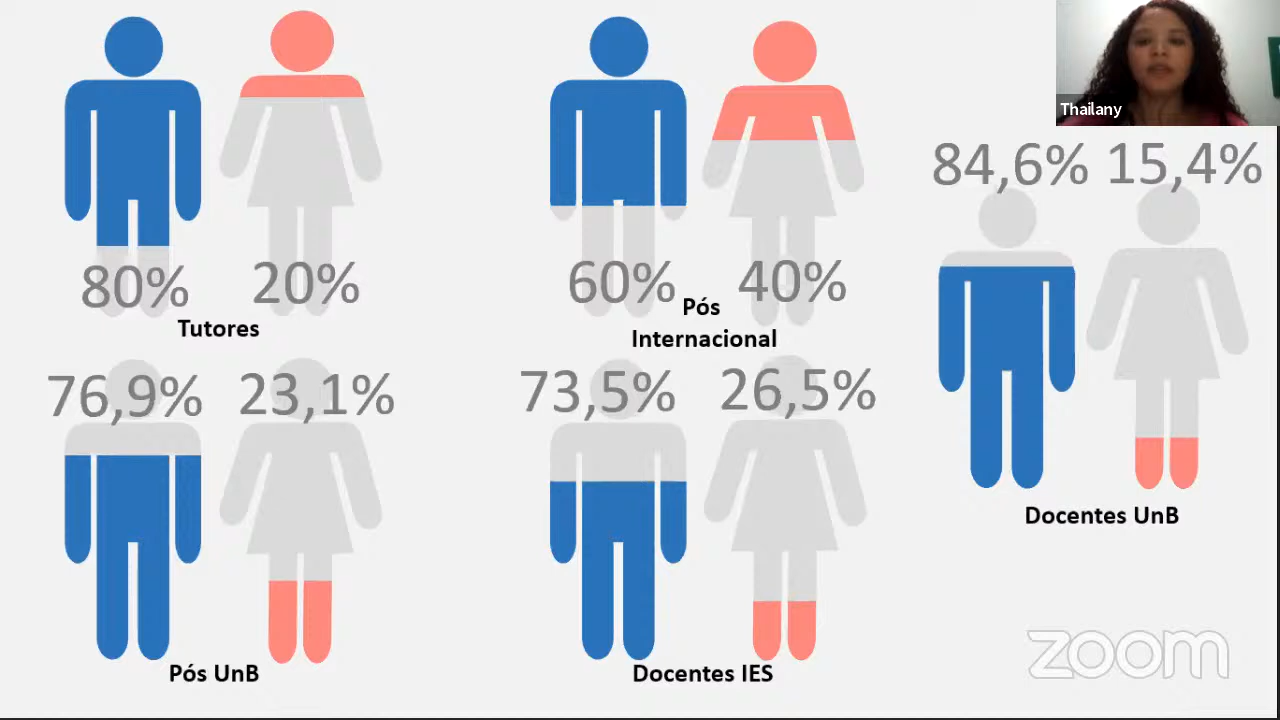 Thailany
80% 20%
Tutores
60% 40%
Pós
Internacional
84,6% 15,4%
Docentes UnB
76,9% 23,1%
Pós UnB
73,5% 26,5%
Docentes IES
zoom